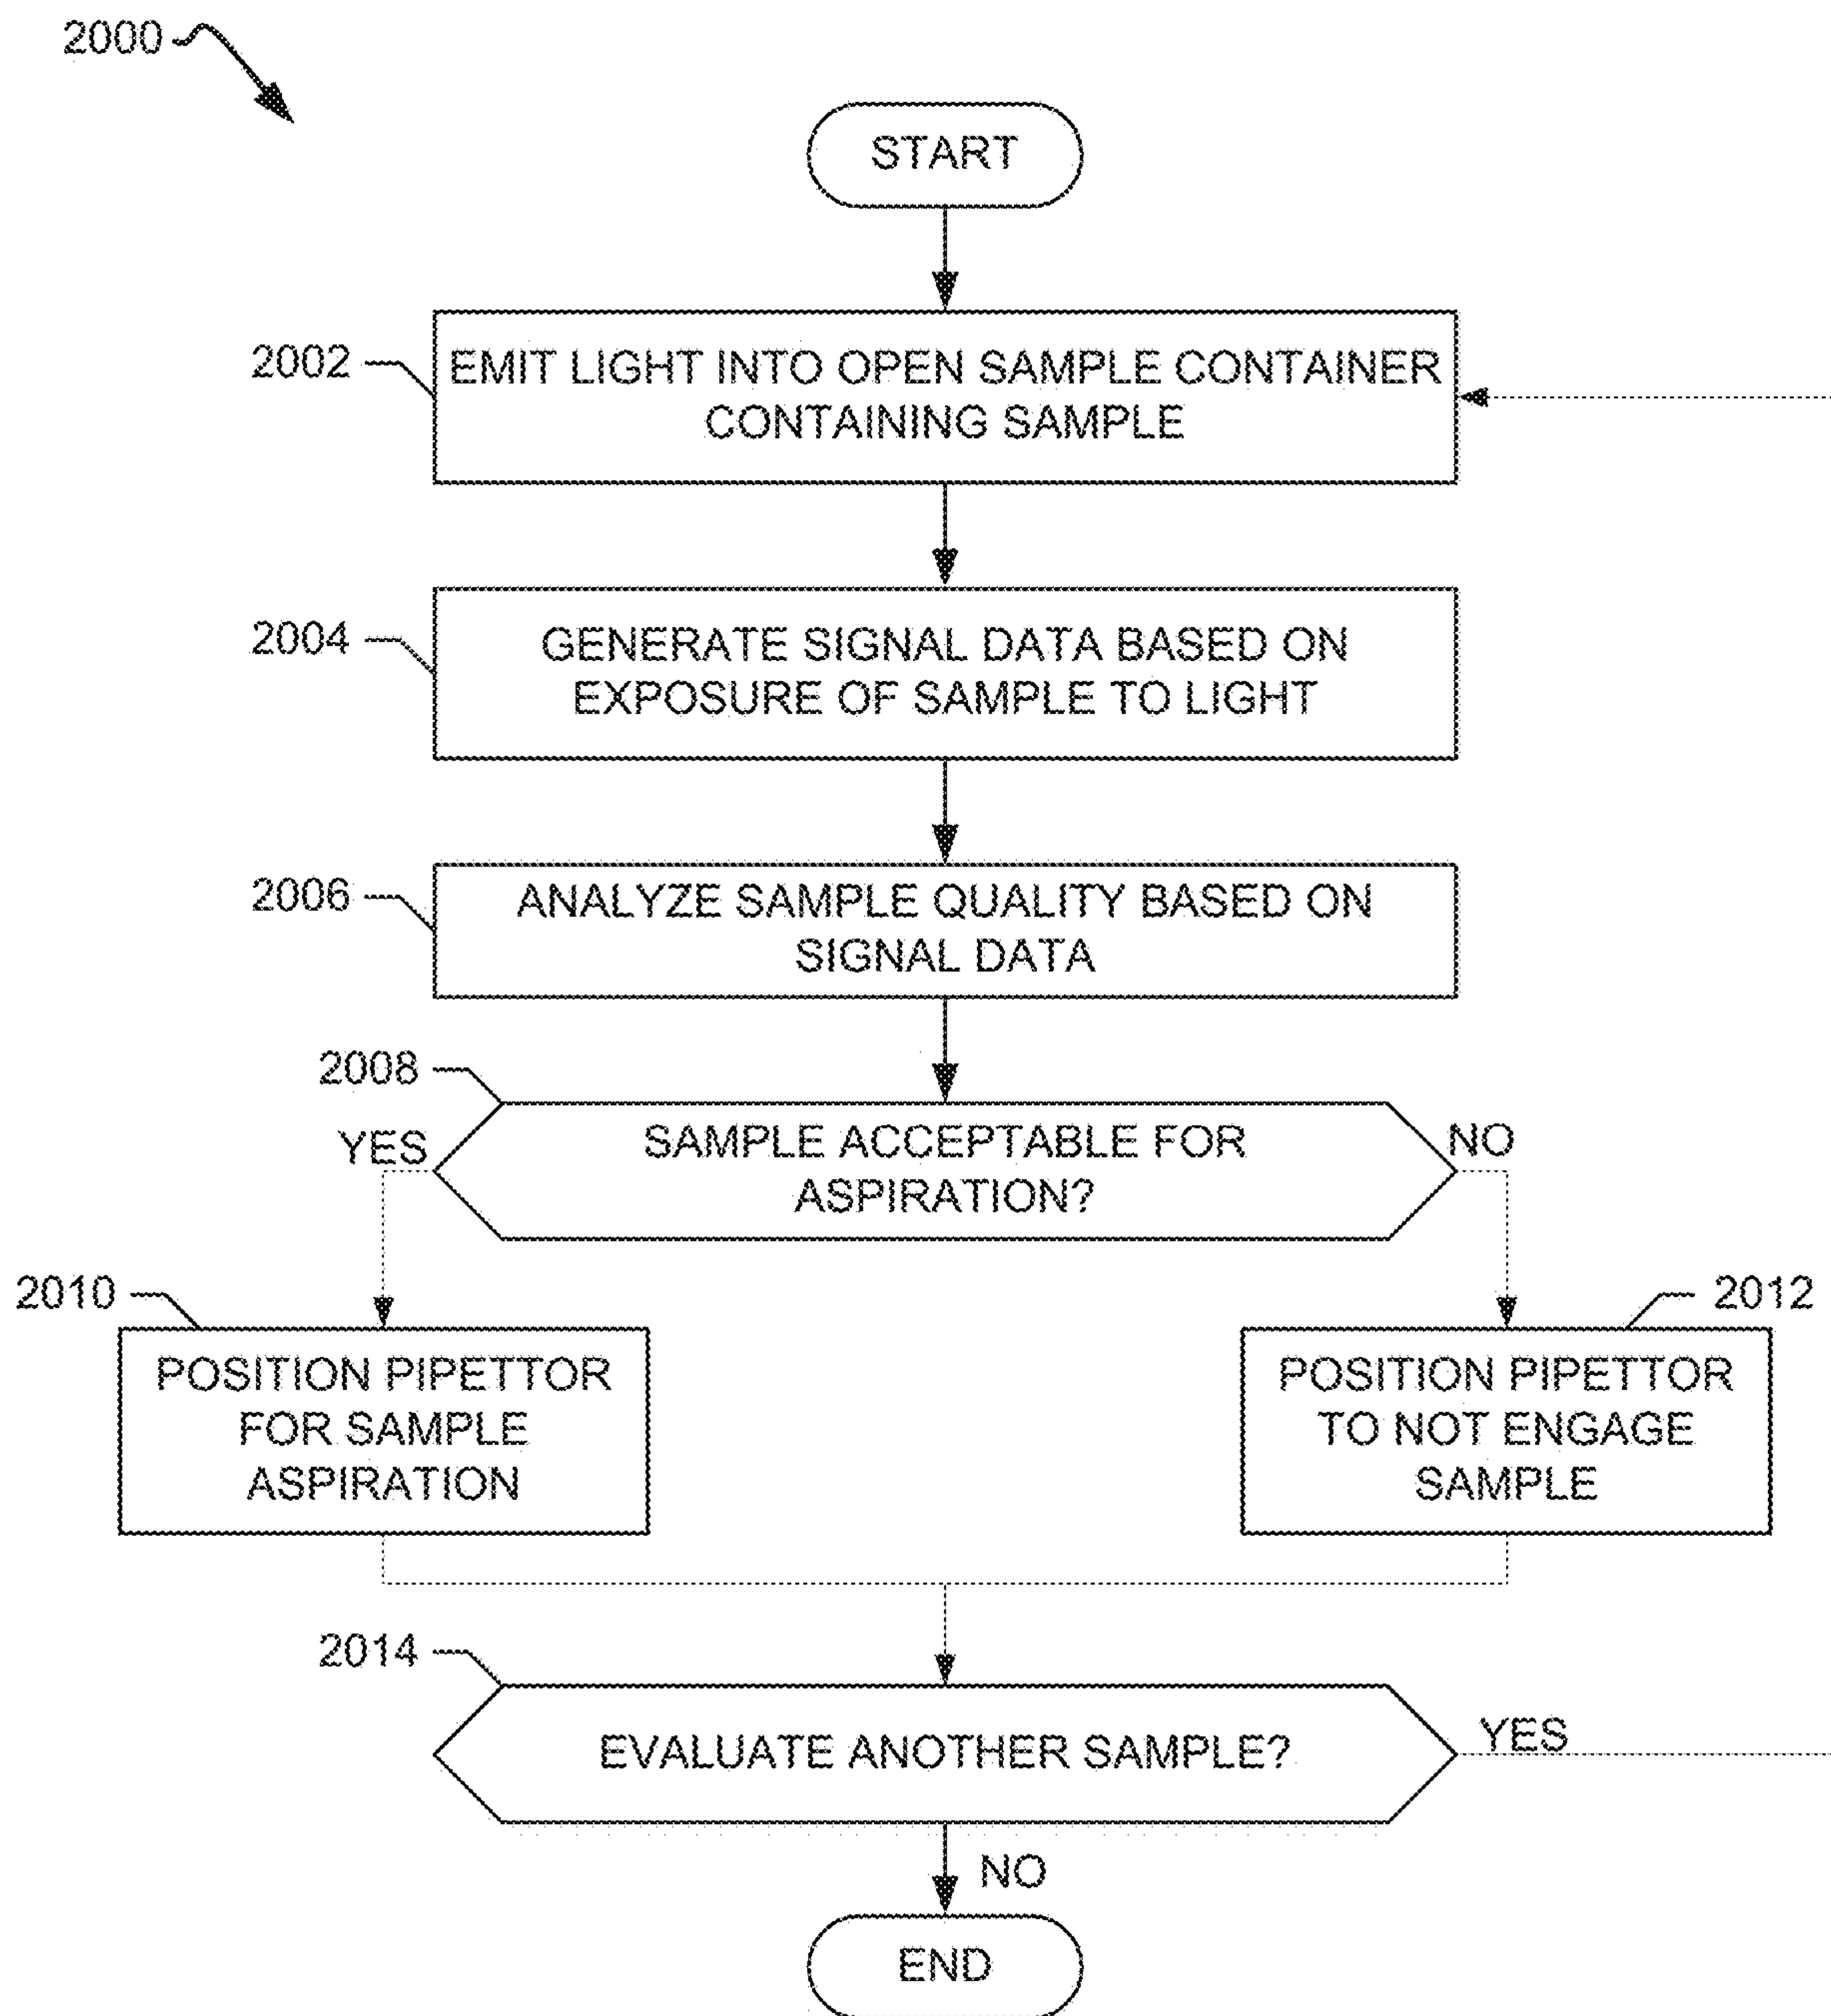 2000
START
2002
EMIT LIGHT INTO OPEN SAMPLE CONTAINER
CONTAINING SAMPLE
2004
GENERATE SIGNAL DATA BASED ON
EXPOSURE OF SAMPLE TO LIGHT
2006
ANALYZE SAMPLE QUALITY BASED ON
SIGNAL DATA
2008
YES
SAMPLE ACCEPTABLE FOR
ASPIRATION?
NO
2010
POSITION PIPETTOR
FOR SAMPLE
ASPIRATION
2012
POSITION PIPETTOR
TO NOT ENGAGE
SAMPLE
2014
EVALUATE ANOTHER SAMPLE?
YES
NO
END